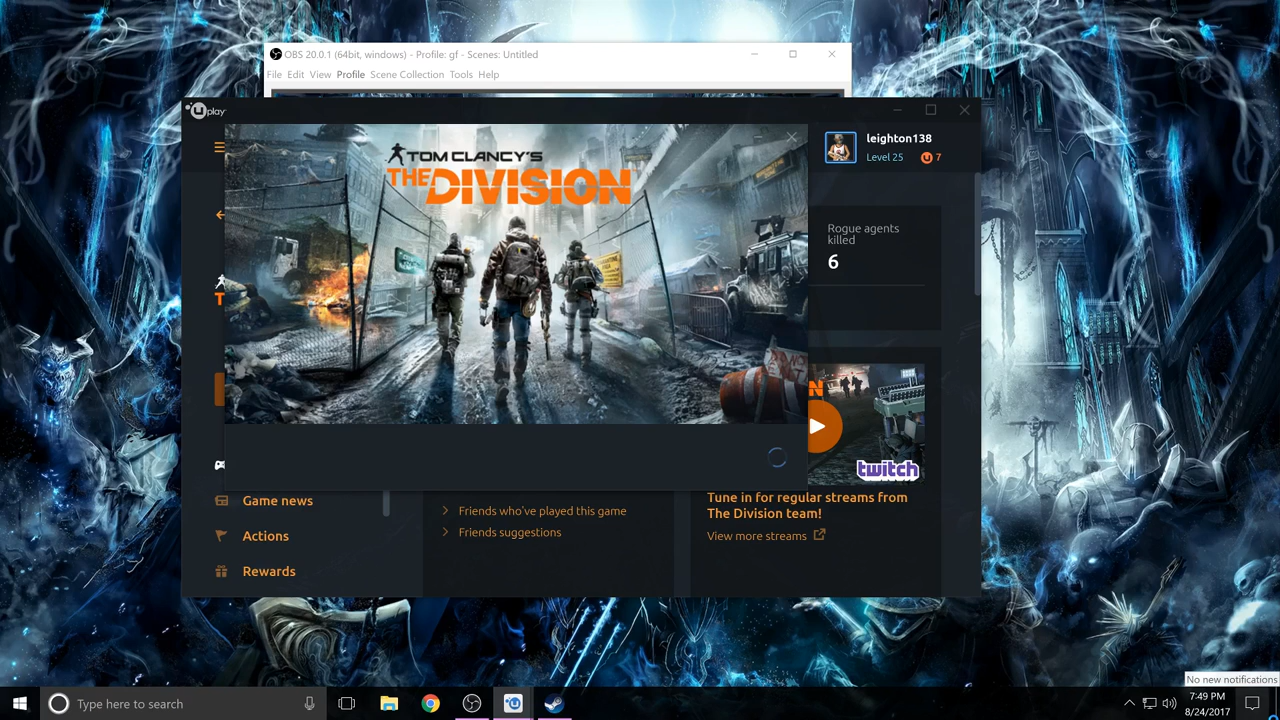 OBS 20.0.1 (64bit, windows) - Profile: gf - Scenes: Untitled
File Edit View Profile Scene Collection Tools Help
uplay
TOM CLANCY'S
THE DIVISION
leighton138
Level 25
7
Rogue agents
killed
6
twitch
Game news
Actions
Rewards
Friends who've played this game
Friends suggestions
Tune in for regular streams from
The Division team!
View more streams
No new notifications
Type here to search
7:49 PM
8/24/2017